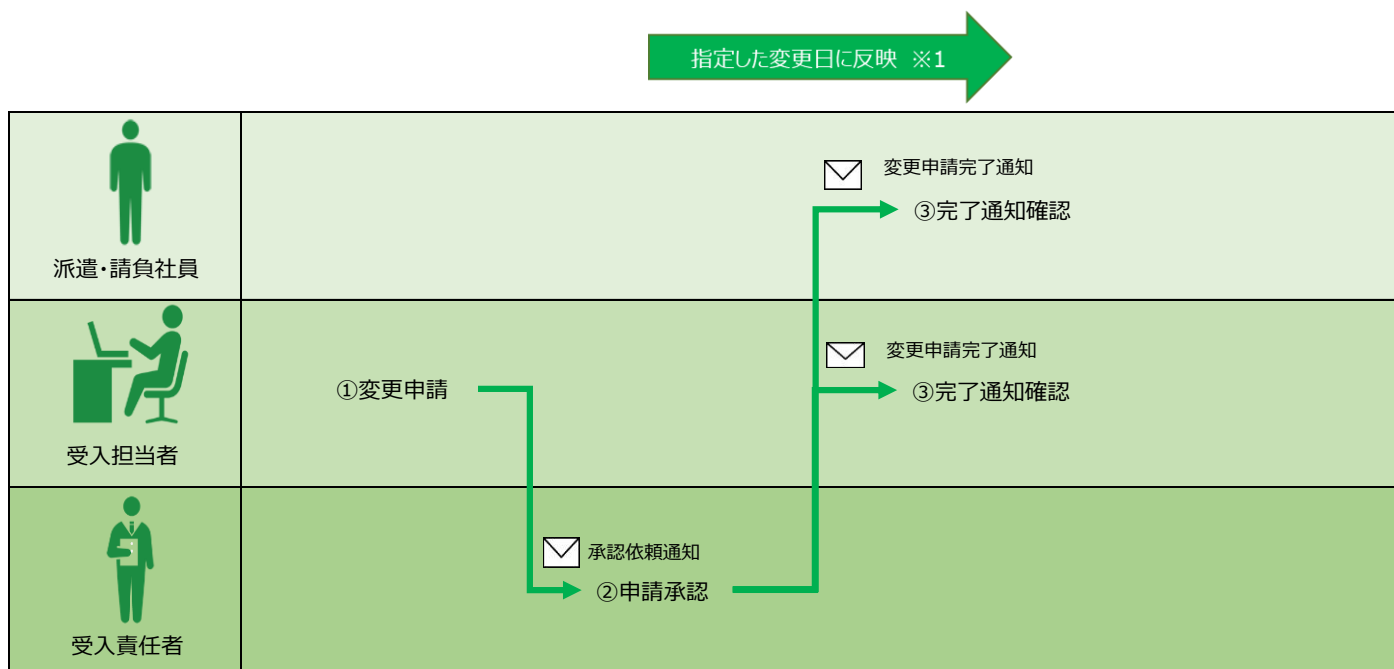 指定した変更日に反映 ※1
変更申請完了通知
③完了通知確認
派遣・請負社員
変更申請完了通知
①変更申請
③完了通知確認
受入担当者
承認依頼通知
②申請承認
受入責任者